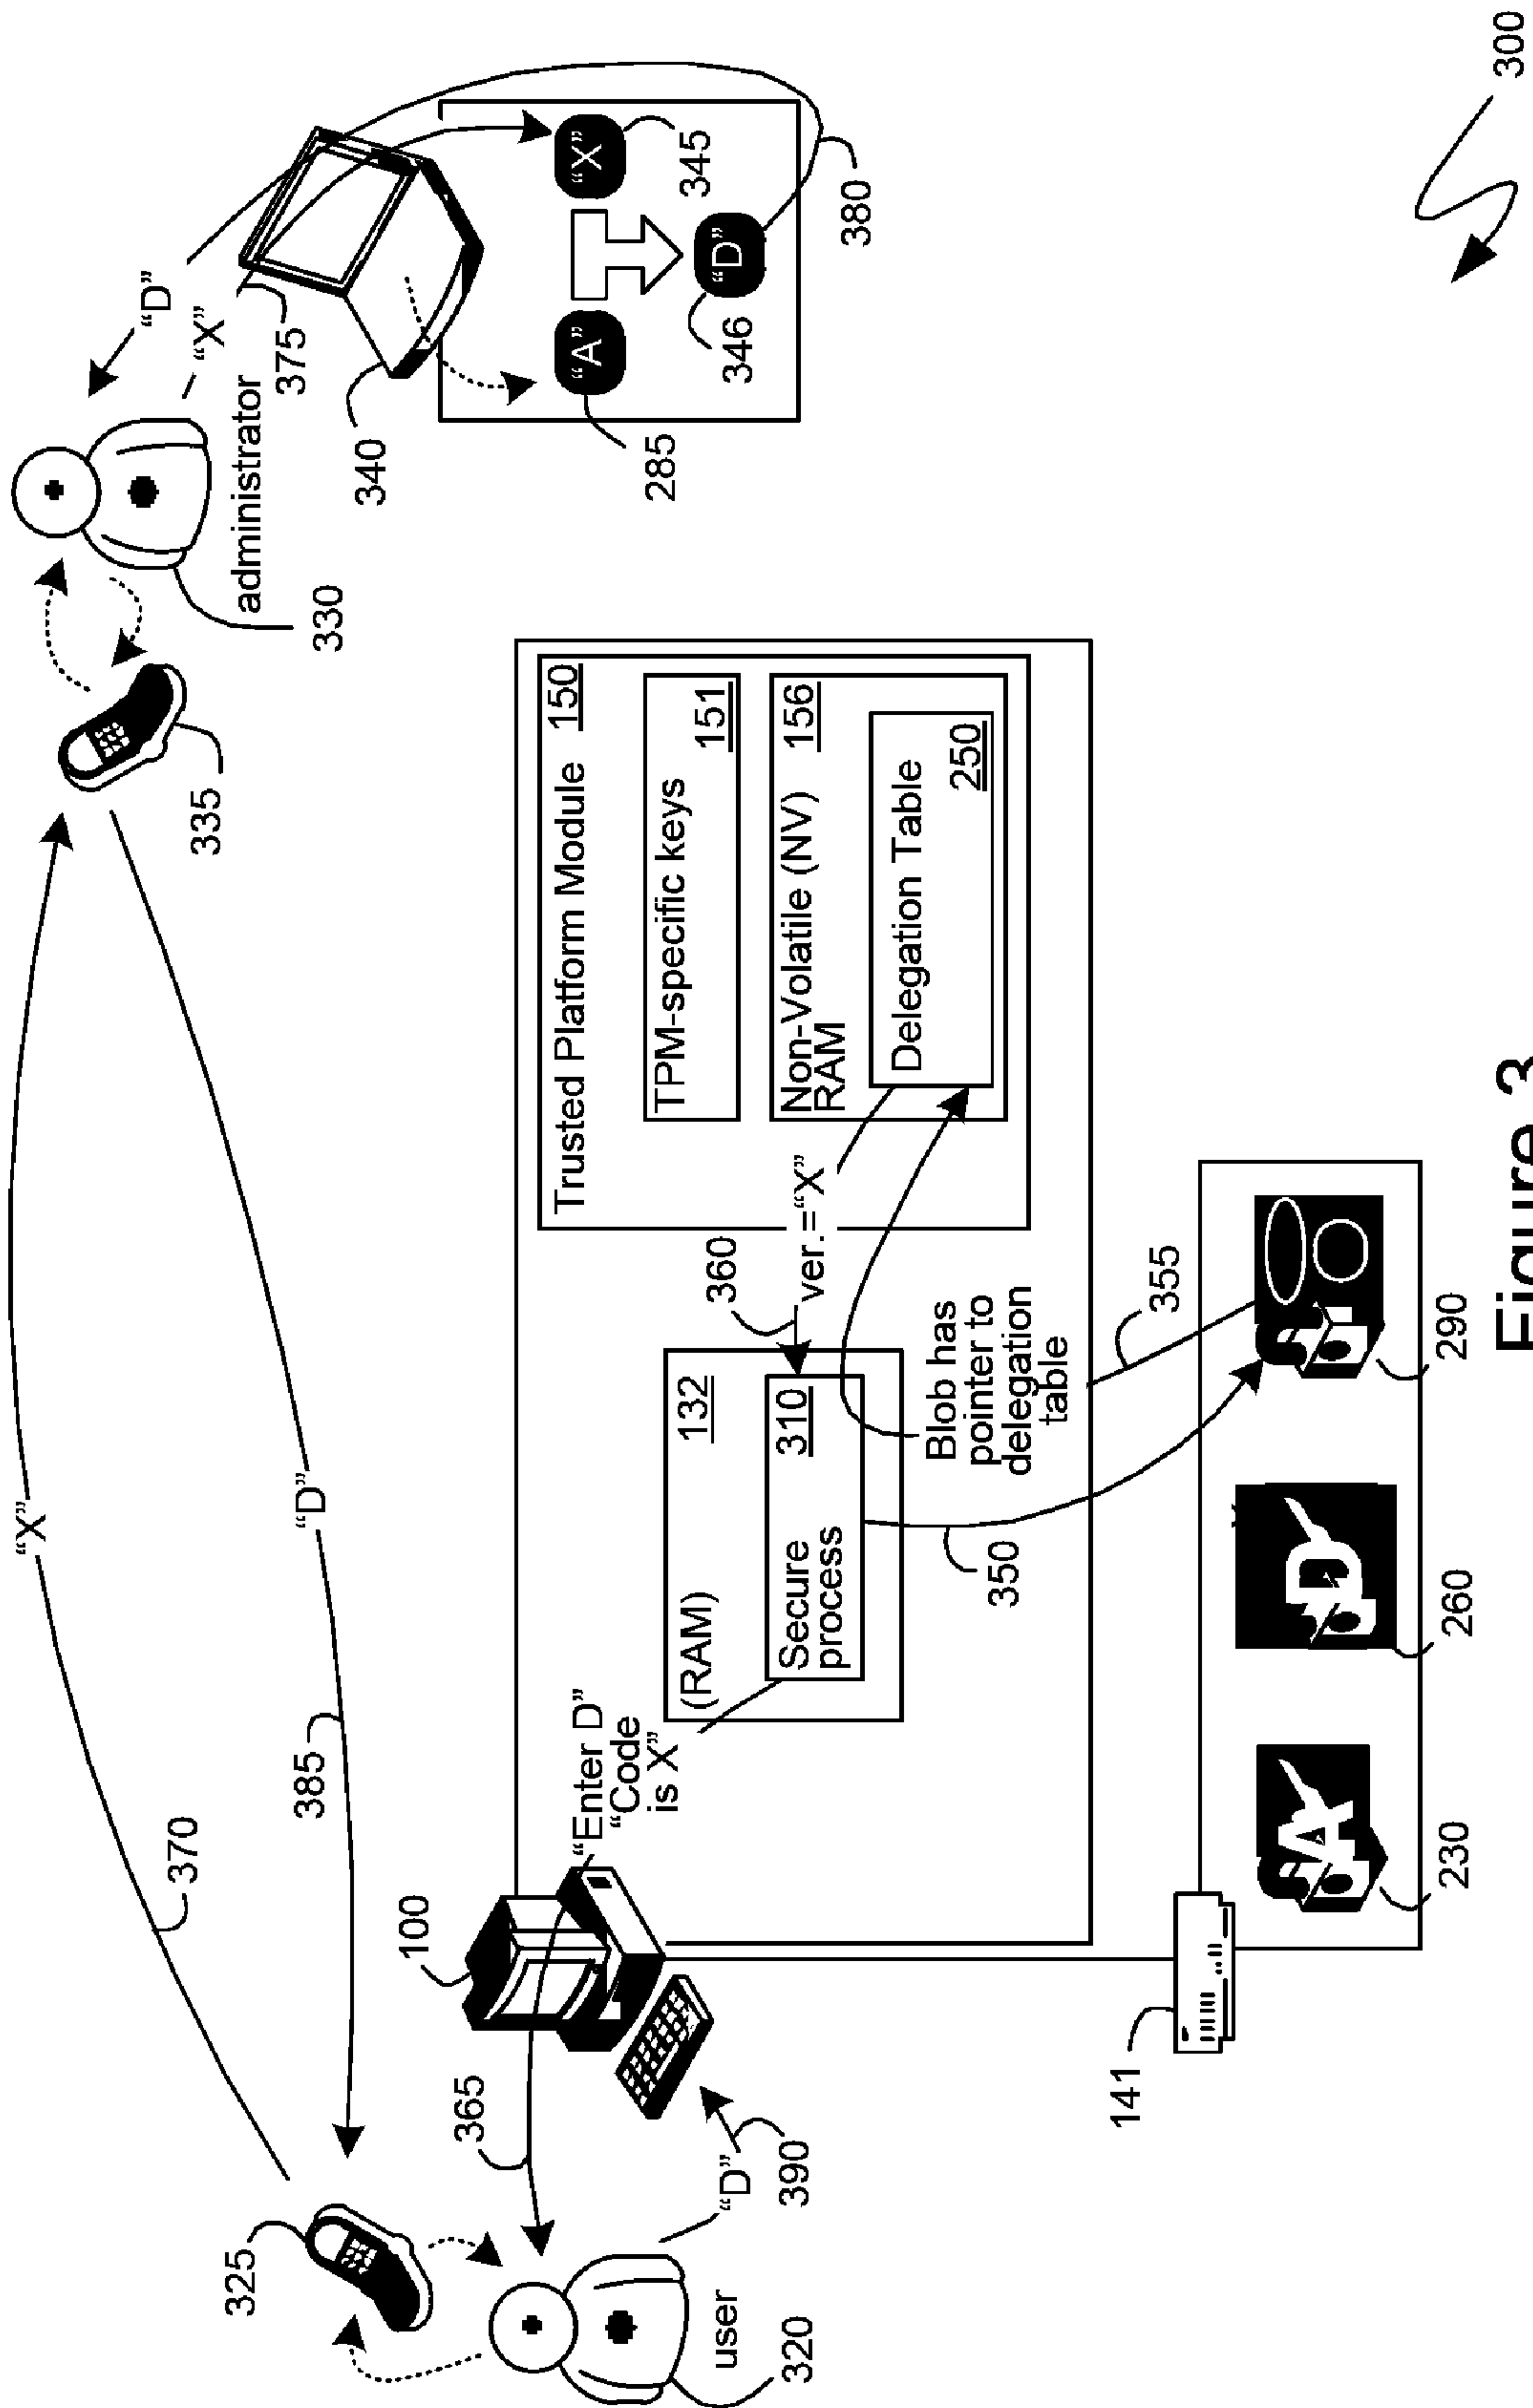 300
"X"
370
"D"
385
335
330
administrator
"D"
"X"
375
340
"A"
"X"
285
345
346
"D"
380
325
user
320
365
"D"
390
100
"Enter D"
"Code
is X"
(RAM)
132
Secure
process
310
360
ver.="X"
Trusted Platform Module 150
TPM-specific keys
151
Non-Volatile (NV)
RAM
156
Delegation Table
250
Blob has
pointer to
delegation
table
350
355
141
A
230
D
260
290
Figure 3